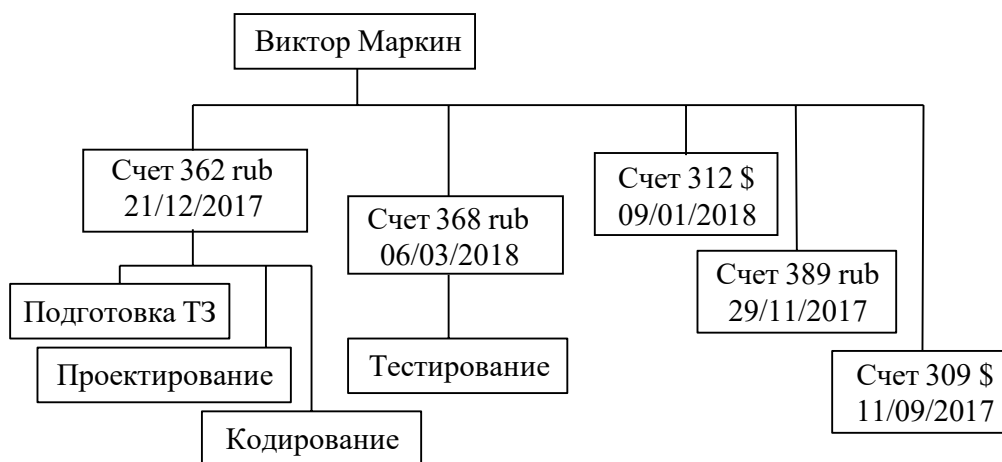 Виктор Маркин
Счет 362 rub
21/12/2017
Счет 368 rub
06/03/2018
Счет 312 $
09/01/2018
Счет 389 rub
29/11/2017
Счет 309 $
11/09/2017
Подготовка ТЗ
Проектирование
Кодирование
Тестирование